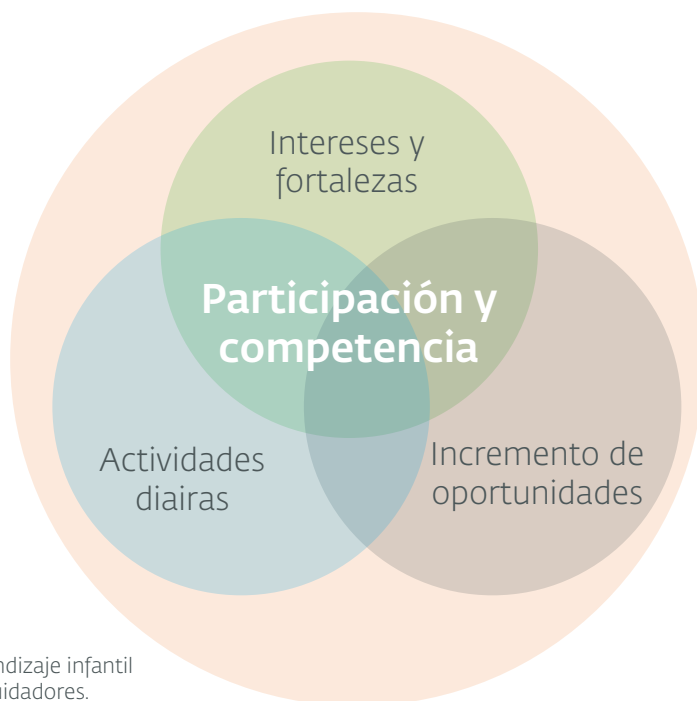 Intereses y
fortalezas
Participación y
competencia
Actividades
diairas
Incremento de
oportunidades
ndizaje infantil
uidadores.